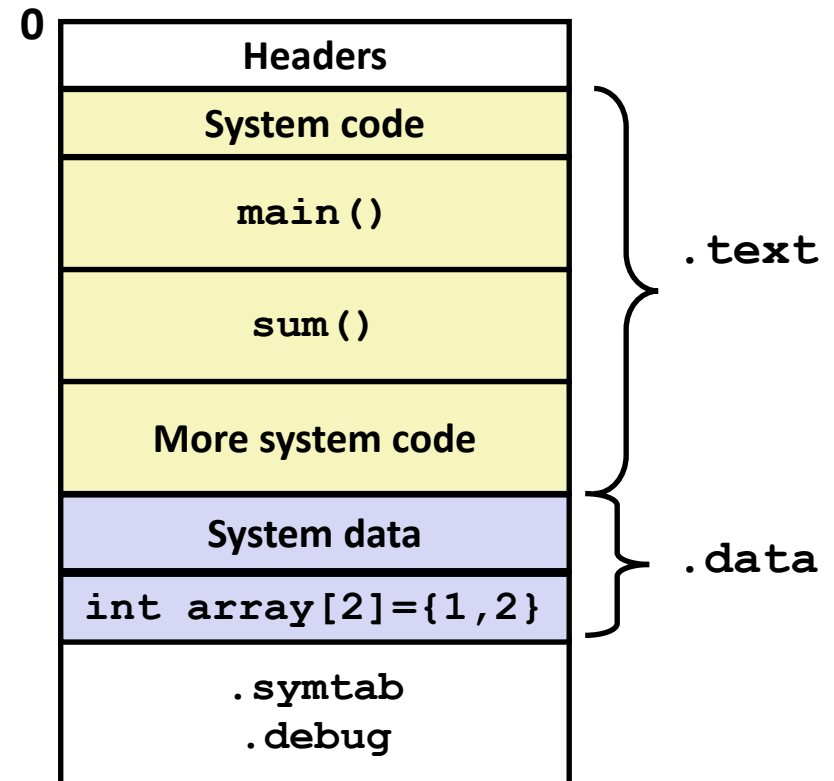 0
Headers
System code
main()
sum()
More system code
System data
int array[2]={1,2}
.symtab
.debug
.text
.data